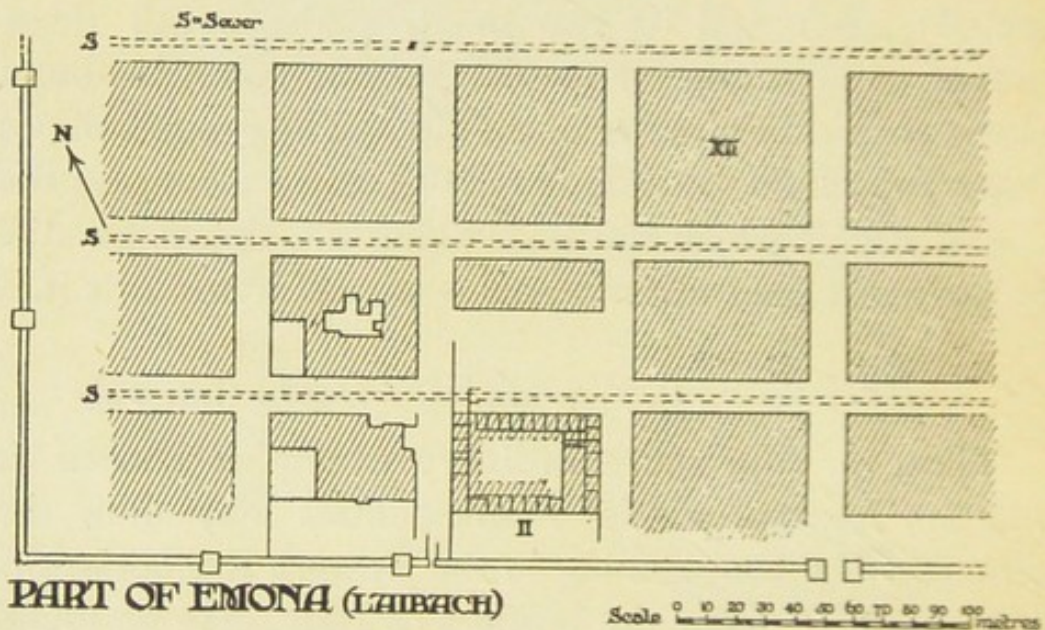 S=Sewer
S
N
XII
S
S
II
PART OF EMONA (LAIBACH)
Scale 0 10 20 30 40 50 60 70 80 90 100 metres